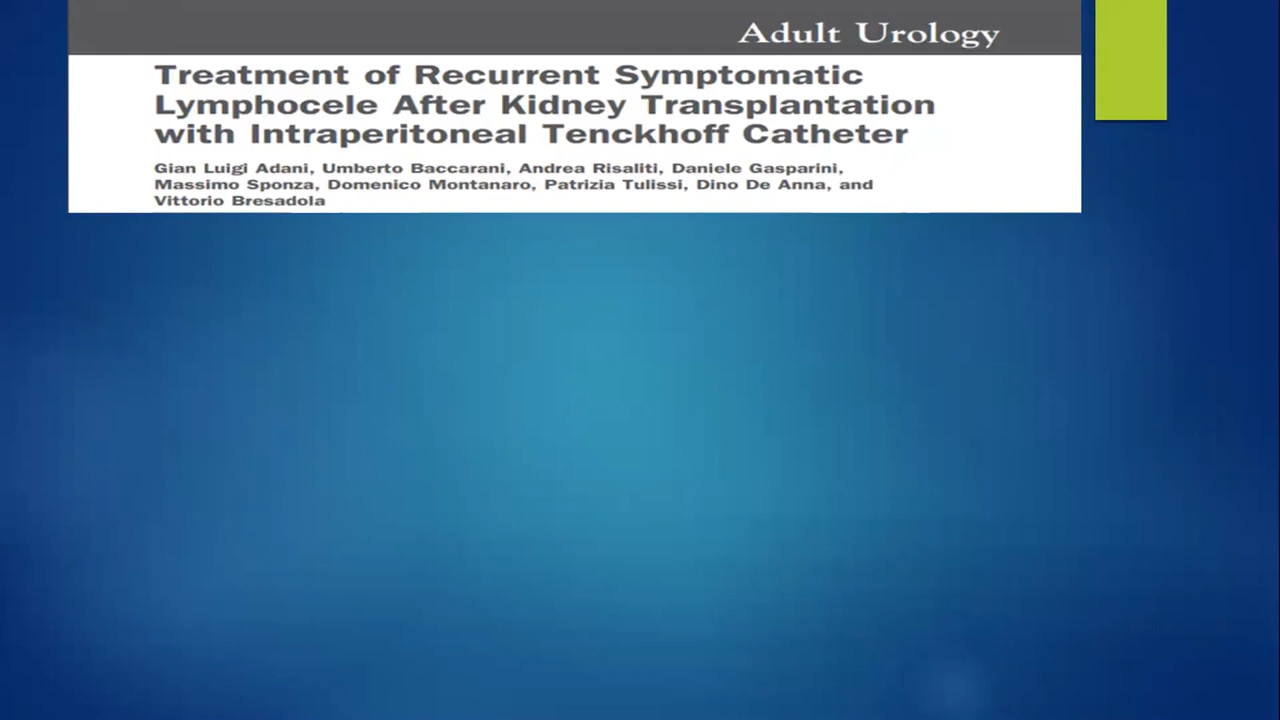 Adult Urology
Treatment of Recurrent Symptomatic
Lymphocele After Kidney Transplantation
with Intraperitoneal Tenckhoff Catheter
Gian Luigi Adani, Umberto Baccarani, Andrea Risaliti, Daniele Gasparini,
Massimo Sponza, Domenico Montanaro, Patrizia Tulissi, Dino De Anna, and
Vittorio Bresadola